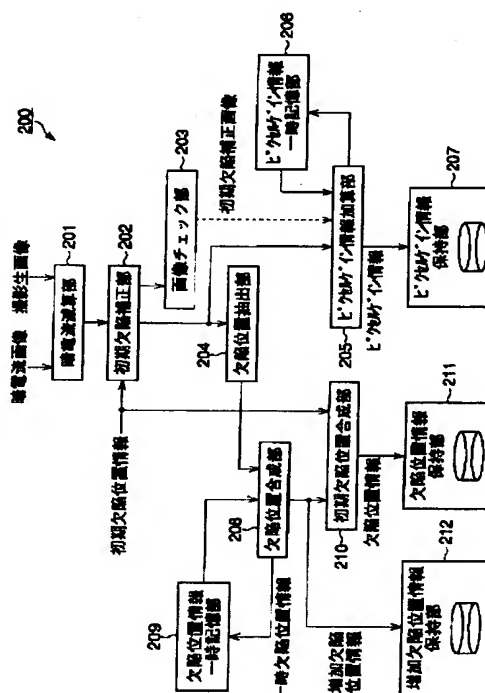 200
暗電流画像
撮影生画像
201
暗電流減算部
202
初期欠陥補正部
203
画像チェック部
初期欠陥補正画像
204
欠陥位置抽出部
初期欠陥位置情報
208
ピクセルゲイン情報
一時記憶部
ピクセルゲイン情報加算部
205
ピクセルゲイン情報
207
ピクセルゲイン情報
保持部
209
欠陥位置情報
一時記憶部
欠陥位置合成部
208
一時欠陥位置情報
初期欠陥位置合成部
210
欠陥位置情報
211
欠陥位置情報
保持部
増加欠陥
位置情報
212
増加欠陥位置情報
保持部